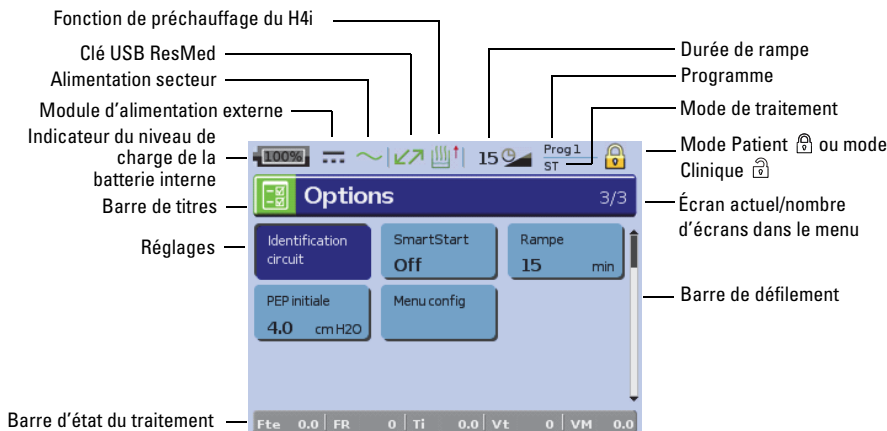 Fonction de préchauffage du H4i
Clé USB ResMed
Alimentation secteur
Module d'alimentation externe
Indicateur du niveau de
charge de la
batterie interne
Barre de titres
Réglages
Barre d'état du traitement
Durée de rampe
Programme
Mode de traitement
Mode Patient ou mode
Clinique
Écran actuel/nombre
d'écrans dans le menu
Barre de défilement
100% 15 Prog 1
ST
Options 3/3
Identification
circuit
SmartStart
Off
Rampe
15 min
PEP initiale
4.0 cmH2O
Menu config
Fte 0.0 FR 0 Ti 0.0 Vt 0 VM 0.0